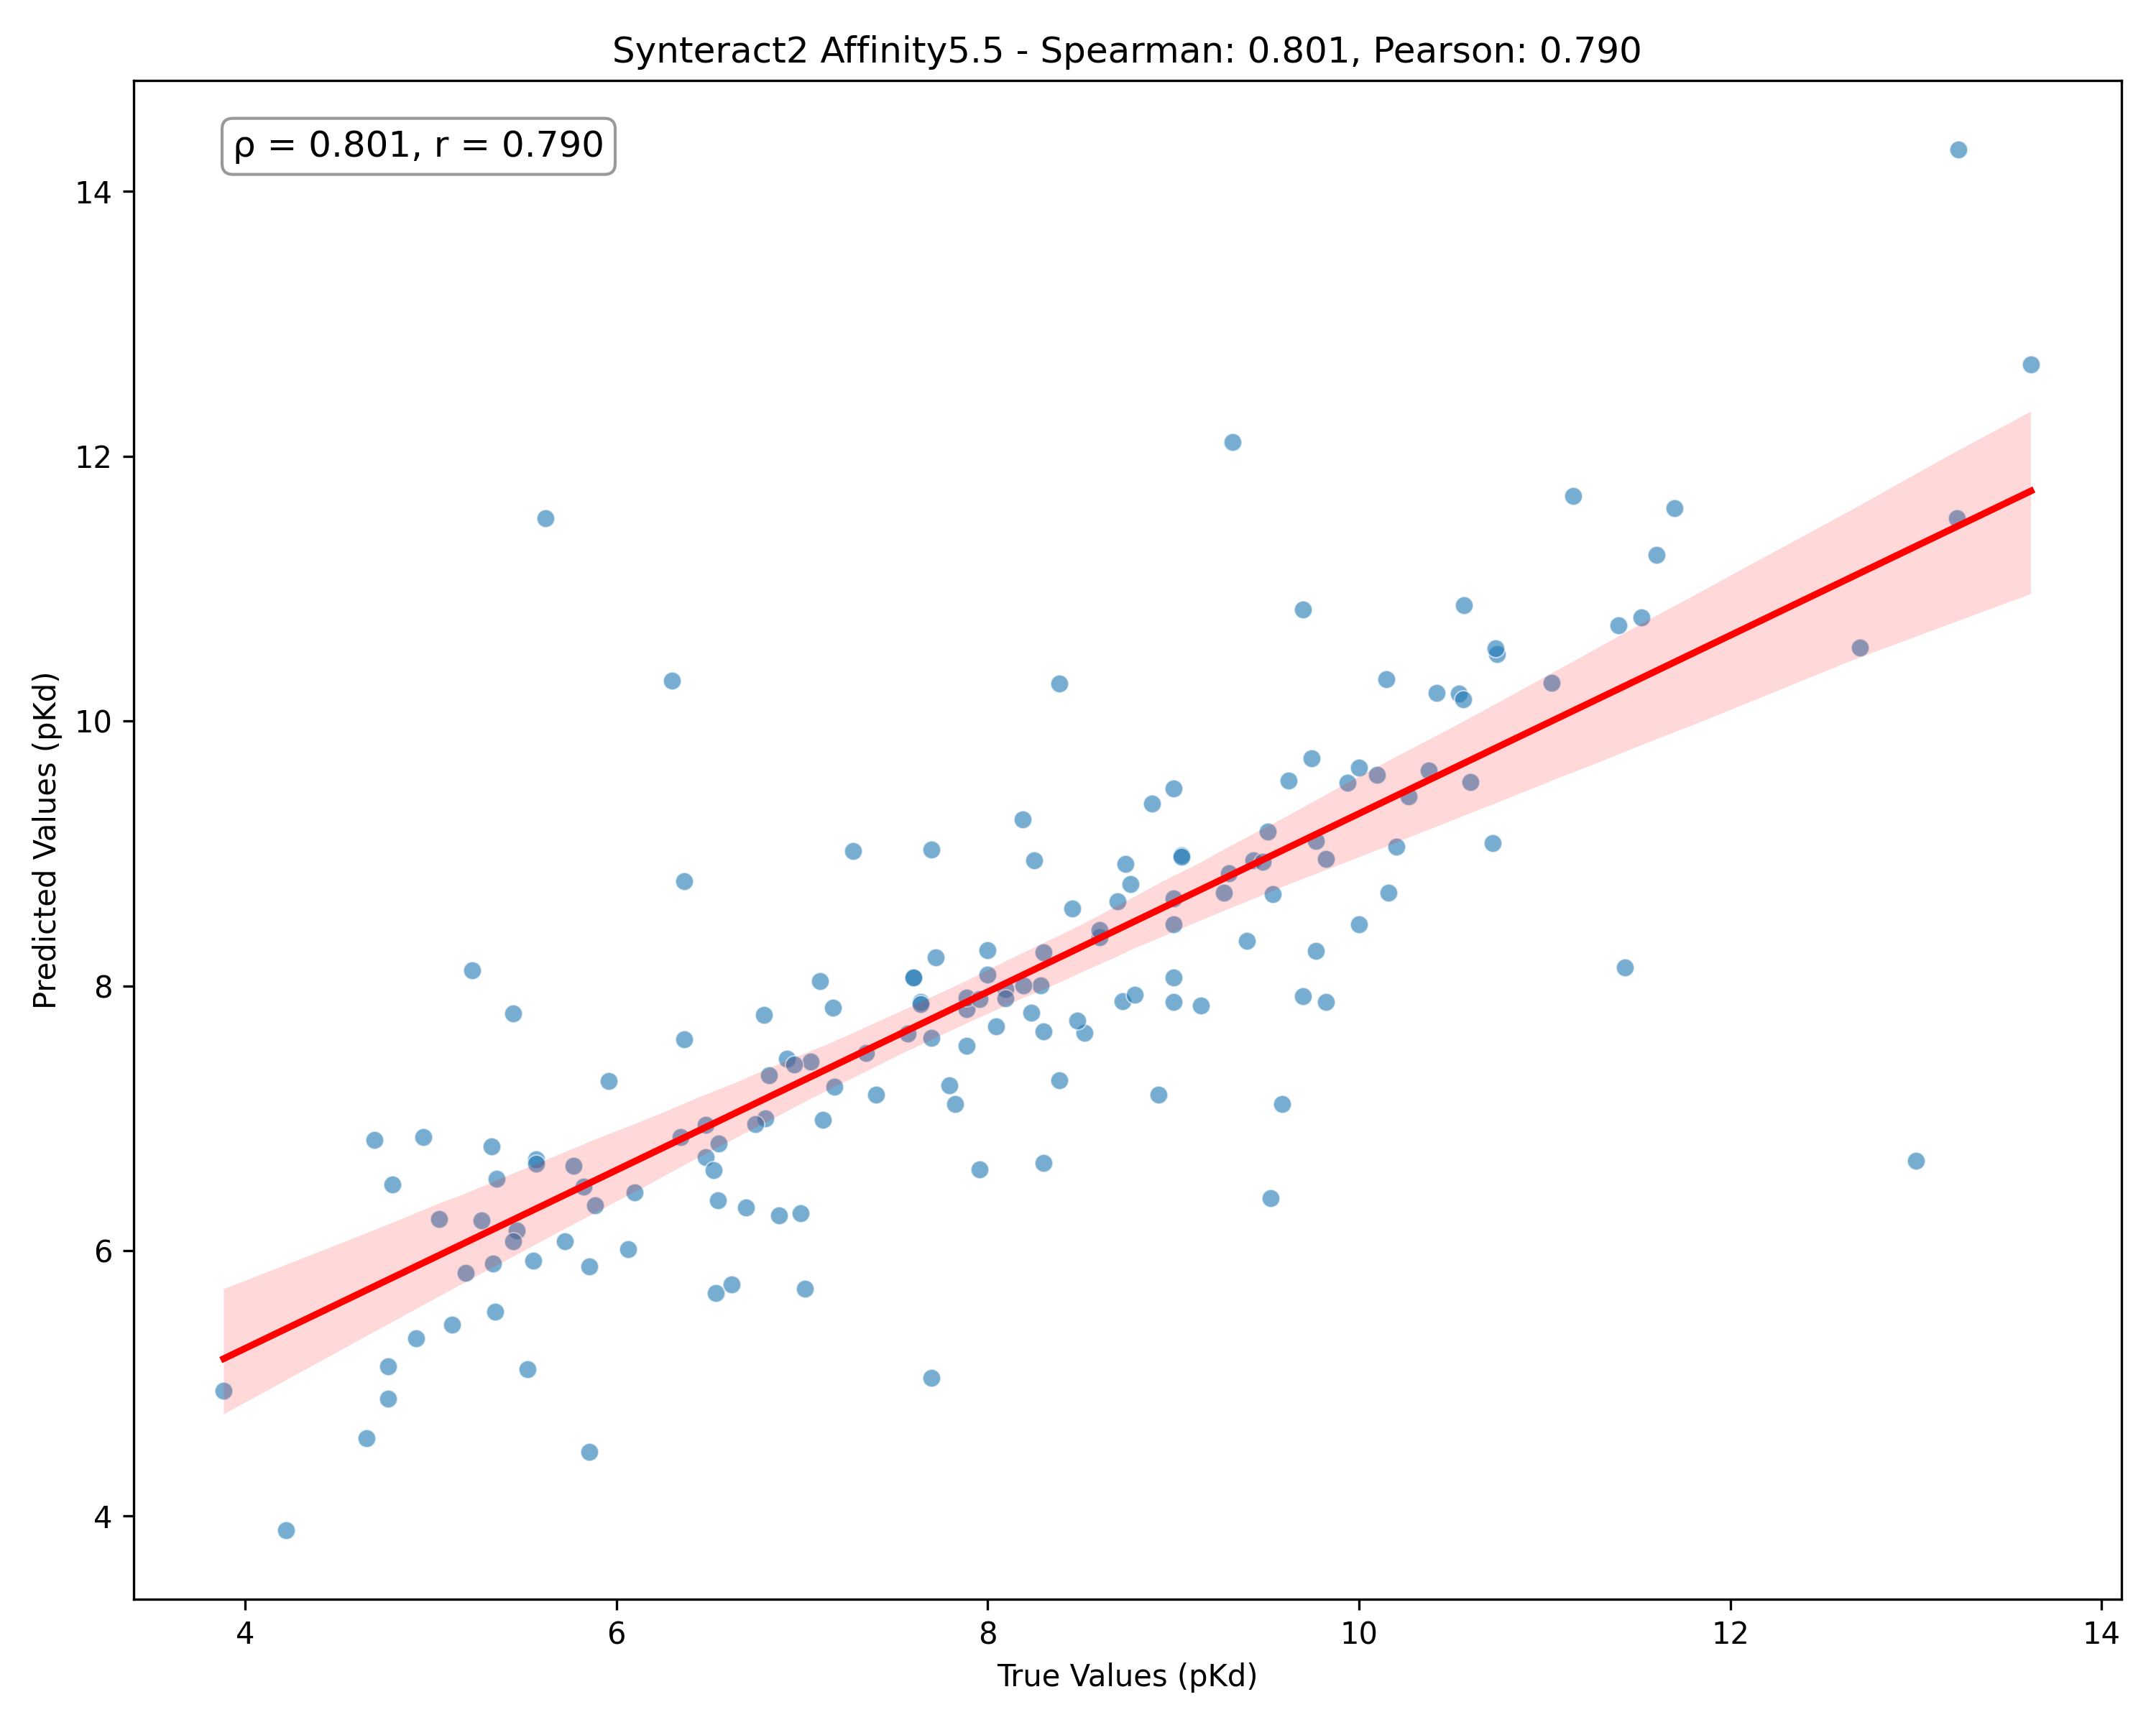 Synteract2 Affinity5.5 - Spearman: 0.801, Pearson: 0.790
ρ = 0.801, r = 0.790
14
12
10
8
6
4
Predicted Values (pKd)
4 6 8 10 12 14
True Values (pKd)